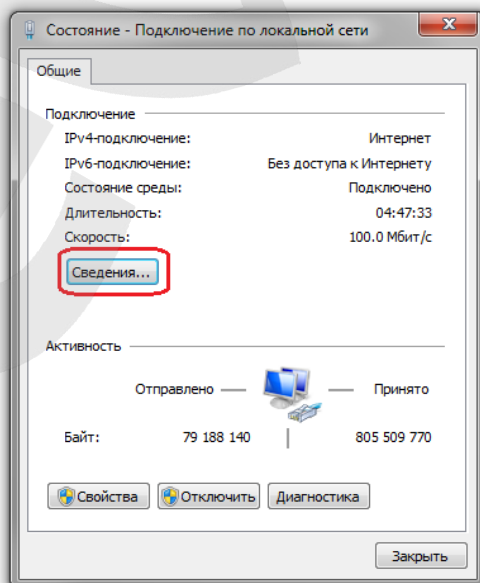 Состояние - Подключение по локальной сети
Общие
Подключение
IPv4-подключение: Интернет
IPv6-подключение: Без доступа к Интернету
Состояние среды: Подключено
Длительность: 04:47:33
Скорость: 100.0 Мбит/с
Сведения...
Активность
Отправлено — Принято
Байт: 79 188 140 | 805 509 770
Свойства Отключить Диагностика
Закрыть